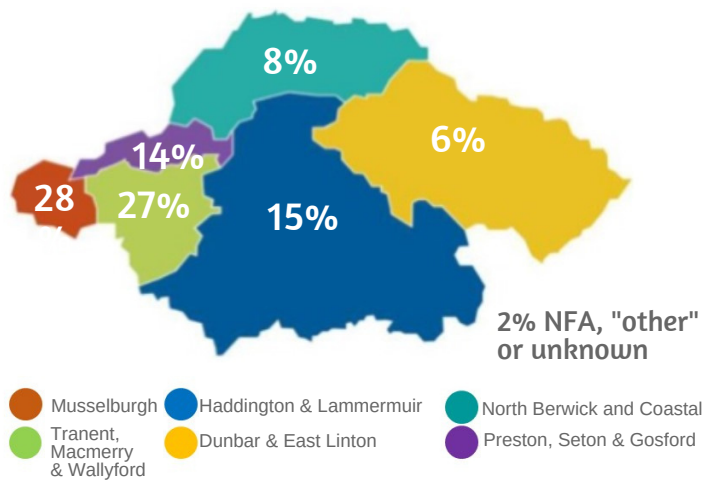 8%
6%
14%
28
%
27%
15%
2% NFA, "other"
or unknown
Musselburgh
Haddington & Lammermuir
North Berwick and Coastal
Tranent,
Macmerry
& Wallyford
Dunbar & East Linton
Preston, Seton & Gosford